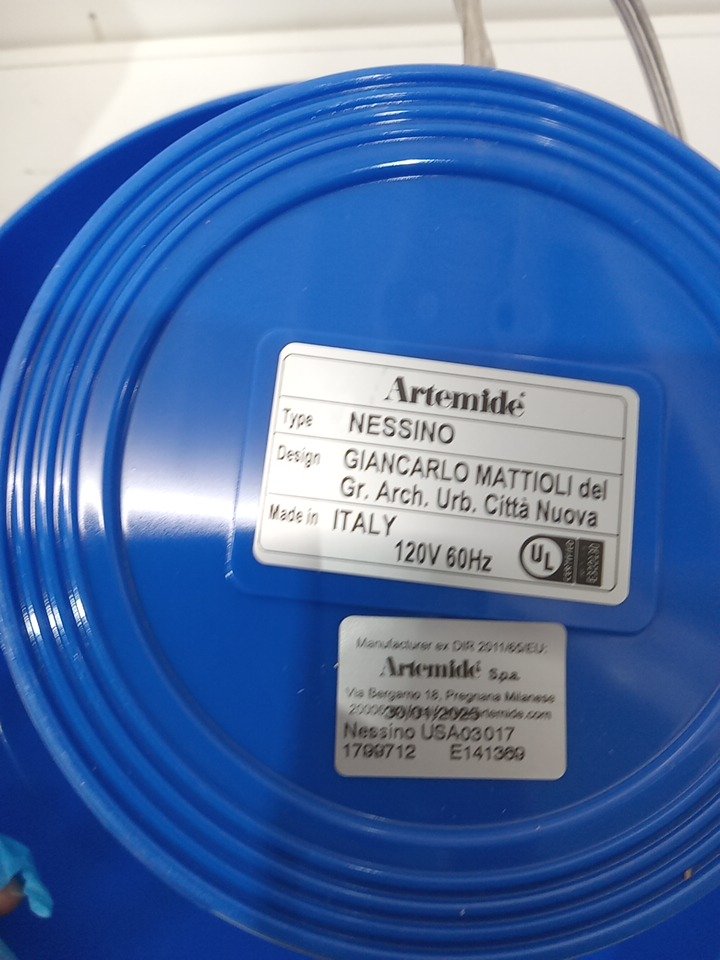 Artemide
Type NESSINO
Design GIANCARLO MATTIOLI del
Gr. Arch. Urb. Città Nuova
Made in ITALY
120V 60Hz
UL
Manufacturer ex DIR 2011/65/EU:
Artemide S.p.a.
Via Bergamo 18, Pregnana Milanese
30/01/2025
Nessino USA03017
1799712 E141369